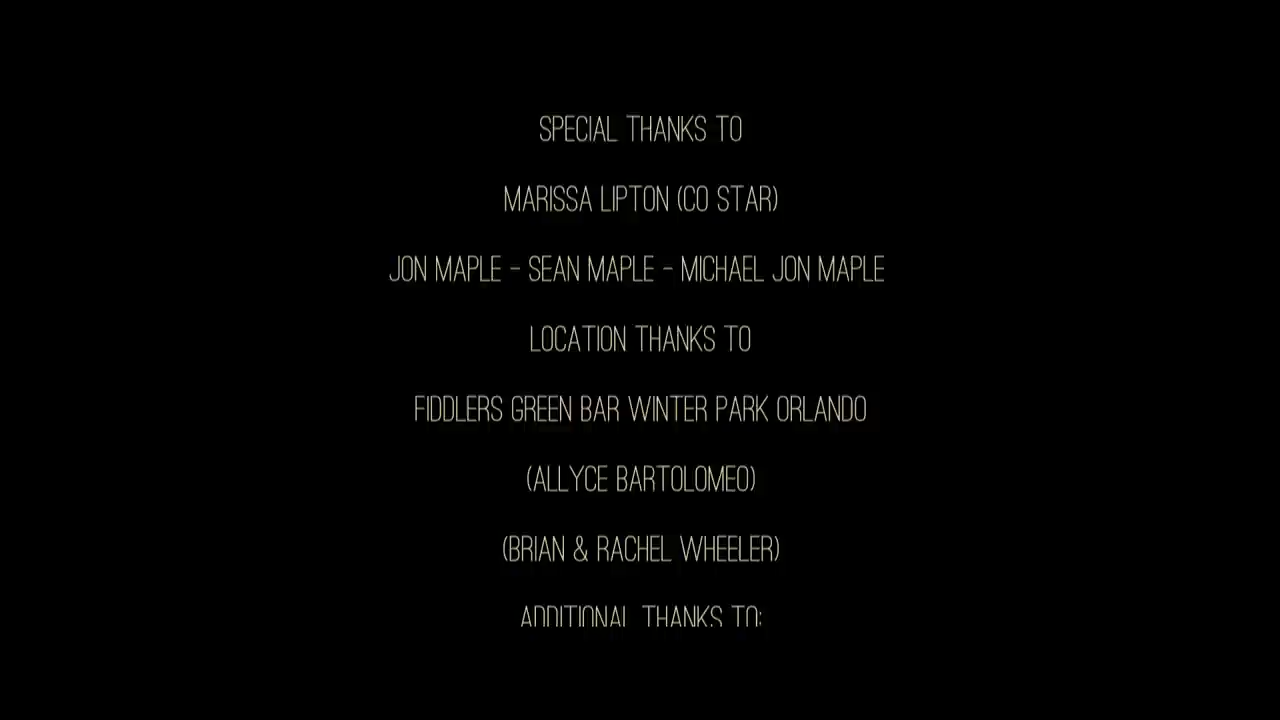 SPECIAL THANKS TO
MARISSA LIPTON (CO STAR)
JON MAPLE - SEAN MAPLE - MICHAEL JON MAPLE
LOCATION THANKS TO
FIDDLERS GREEN BAR WINTER PARK ORLANDO
(ALLYCE BARTOLOMEO)
(BRIAN & RACHEL WHEELER)
ADDITIONAL THANKS TO: